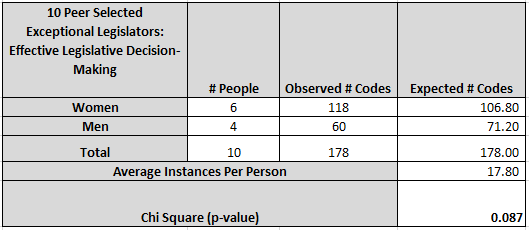 10 Peer Selected
Exceptional Legislators:
Effective Legislative Decision-
Making
# People
Observed # Codes
Expected # Codes
Women 6 118 106.80
Men 4 60 71.20
Total 10 178 178.00
Average Instances Per Person 17.80
Chi Square (p-value) 0.087